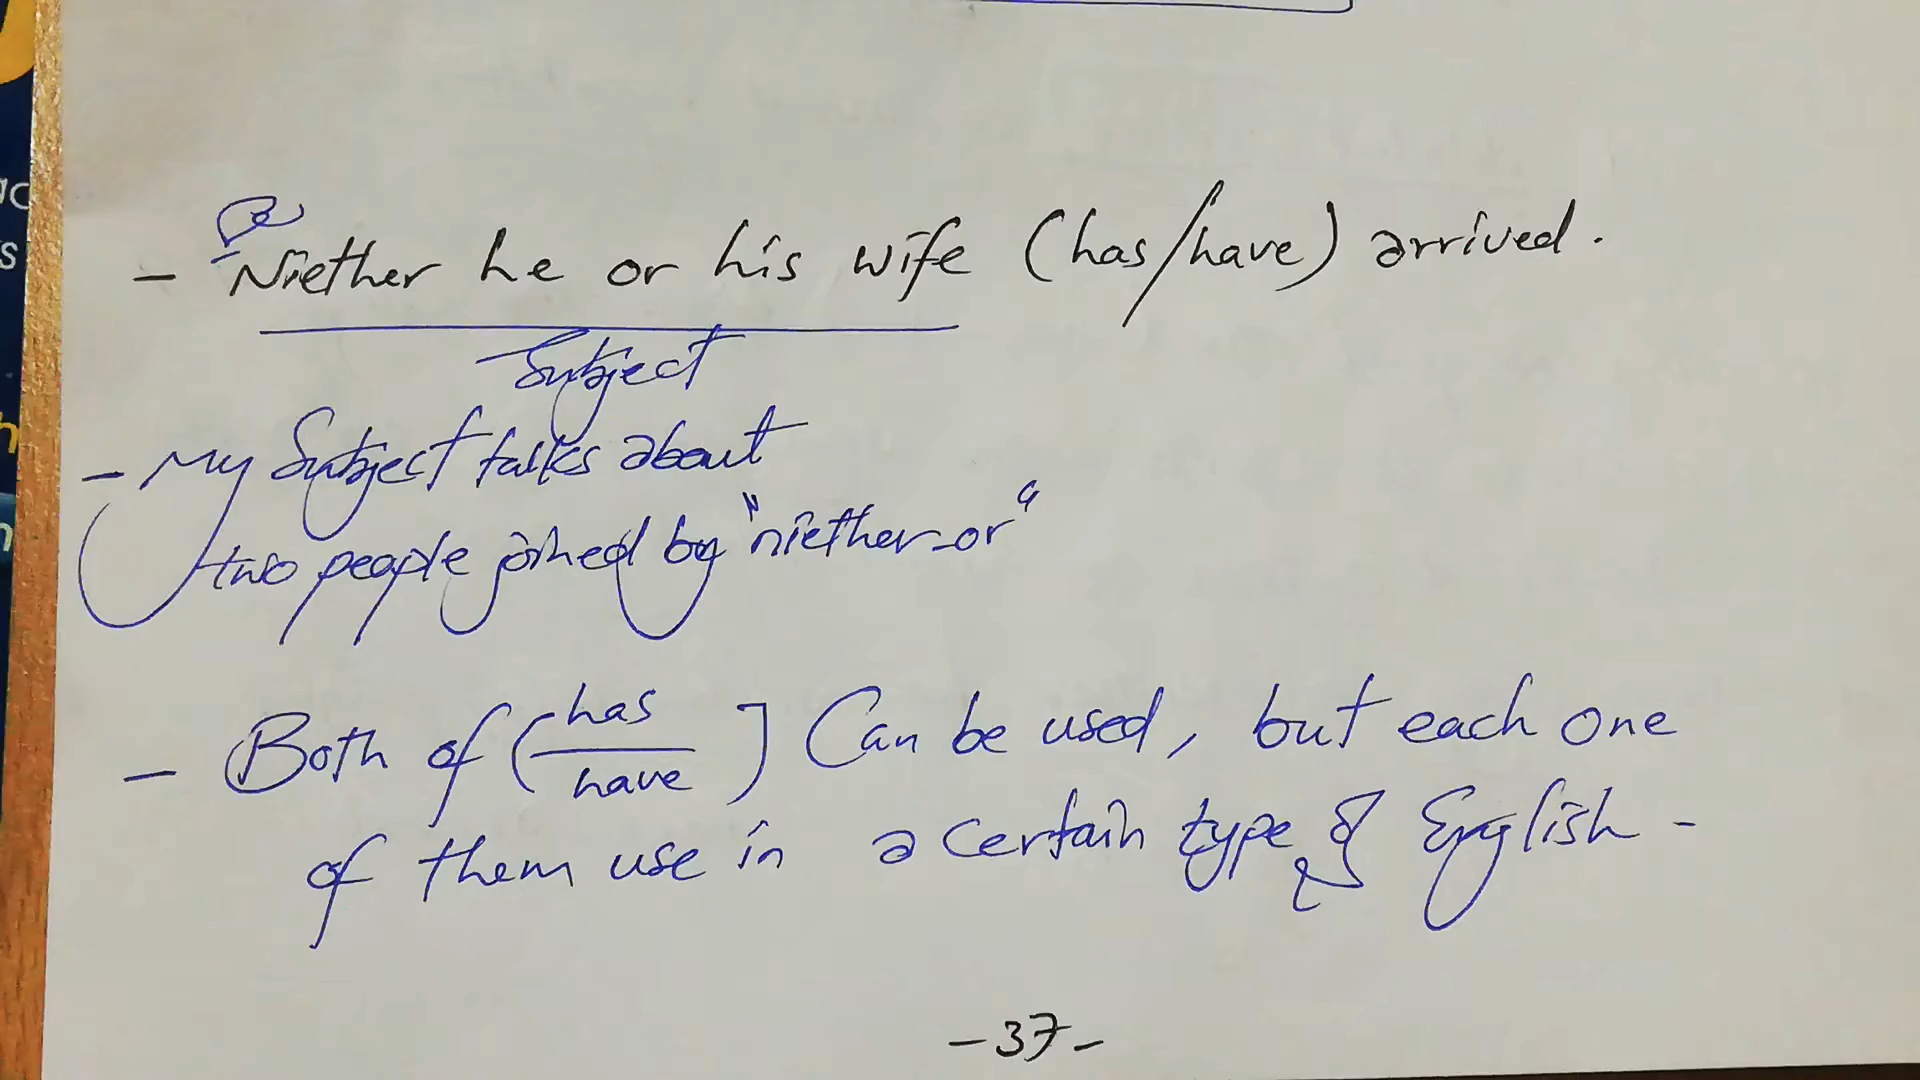 - Niether he or his wife (has/have) arrived.
Subject
- My Subject talks about
two people joined by "niether-or"
- Both of (has/have] Can be used, but each one
of them use in a certain type of English -
- 37 -